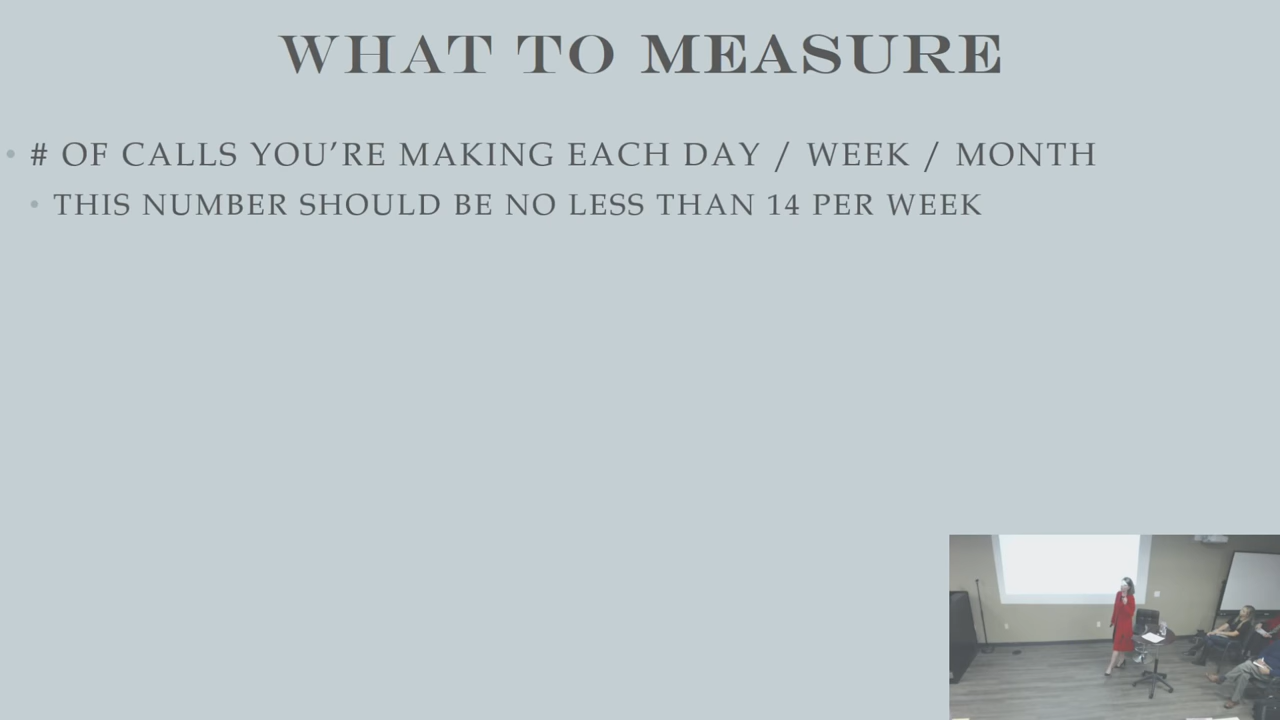 WHAT TO MEASURE
# OF CALLS YOU'RE MAKING EACH DAY / WEEK / MONTH
THIS NUMBER SHOULD BE NO LESS THAN 14 PER WEEK